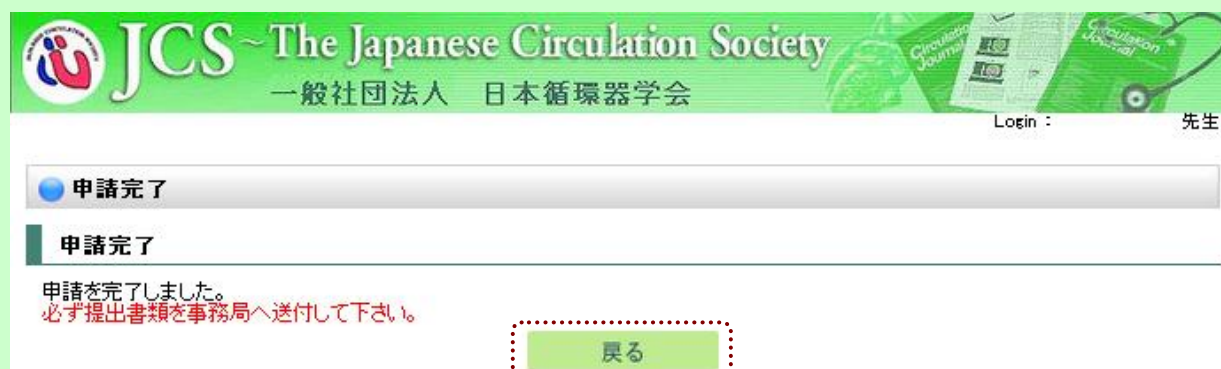 JCS~The Japanese Circulation Society
一般社団法人　日本循環器学会
Circulation Journal
Circulation Journal
Login：　先生
申請完了
申請完了
申請を完了しました。
必ず提出書類を事務局へ送付して下さい。
戻る